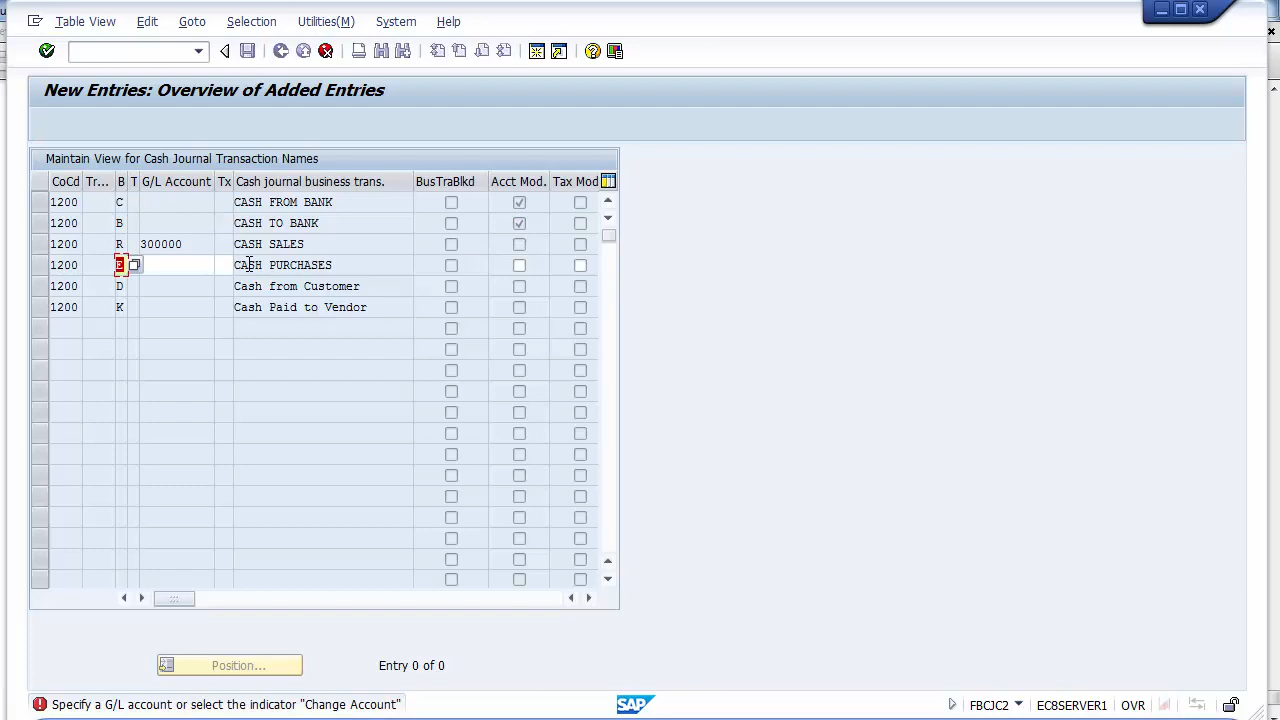 Table View Edit Goto Selection Utilities(M) System Help
New Entries: Overview of Added Entries
Maintain View for Cash Journal Transaction Names
CoCd Tr... B T G/L Account Tx Cash journal business trans. BusTraBlkd Acct Mod. Tax Mod
1200 C CASH FROM BANK
1200 B CASH TO BANK
1200 R 300000 CASH SALES
1200 E CASH PURCHASES
1200 D Cash from Customer
1200 K Cash Paid to Vendor
Position... Entry 0 of 0
Specify a G/L account or select the indicator "Change Account" SAP FBCJC2 ECGSERVER1 OVR